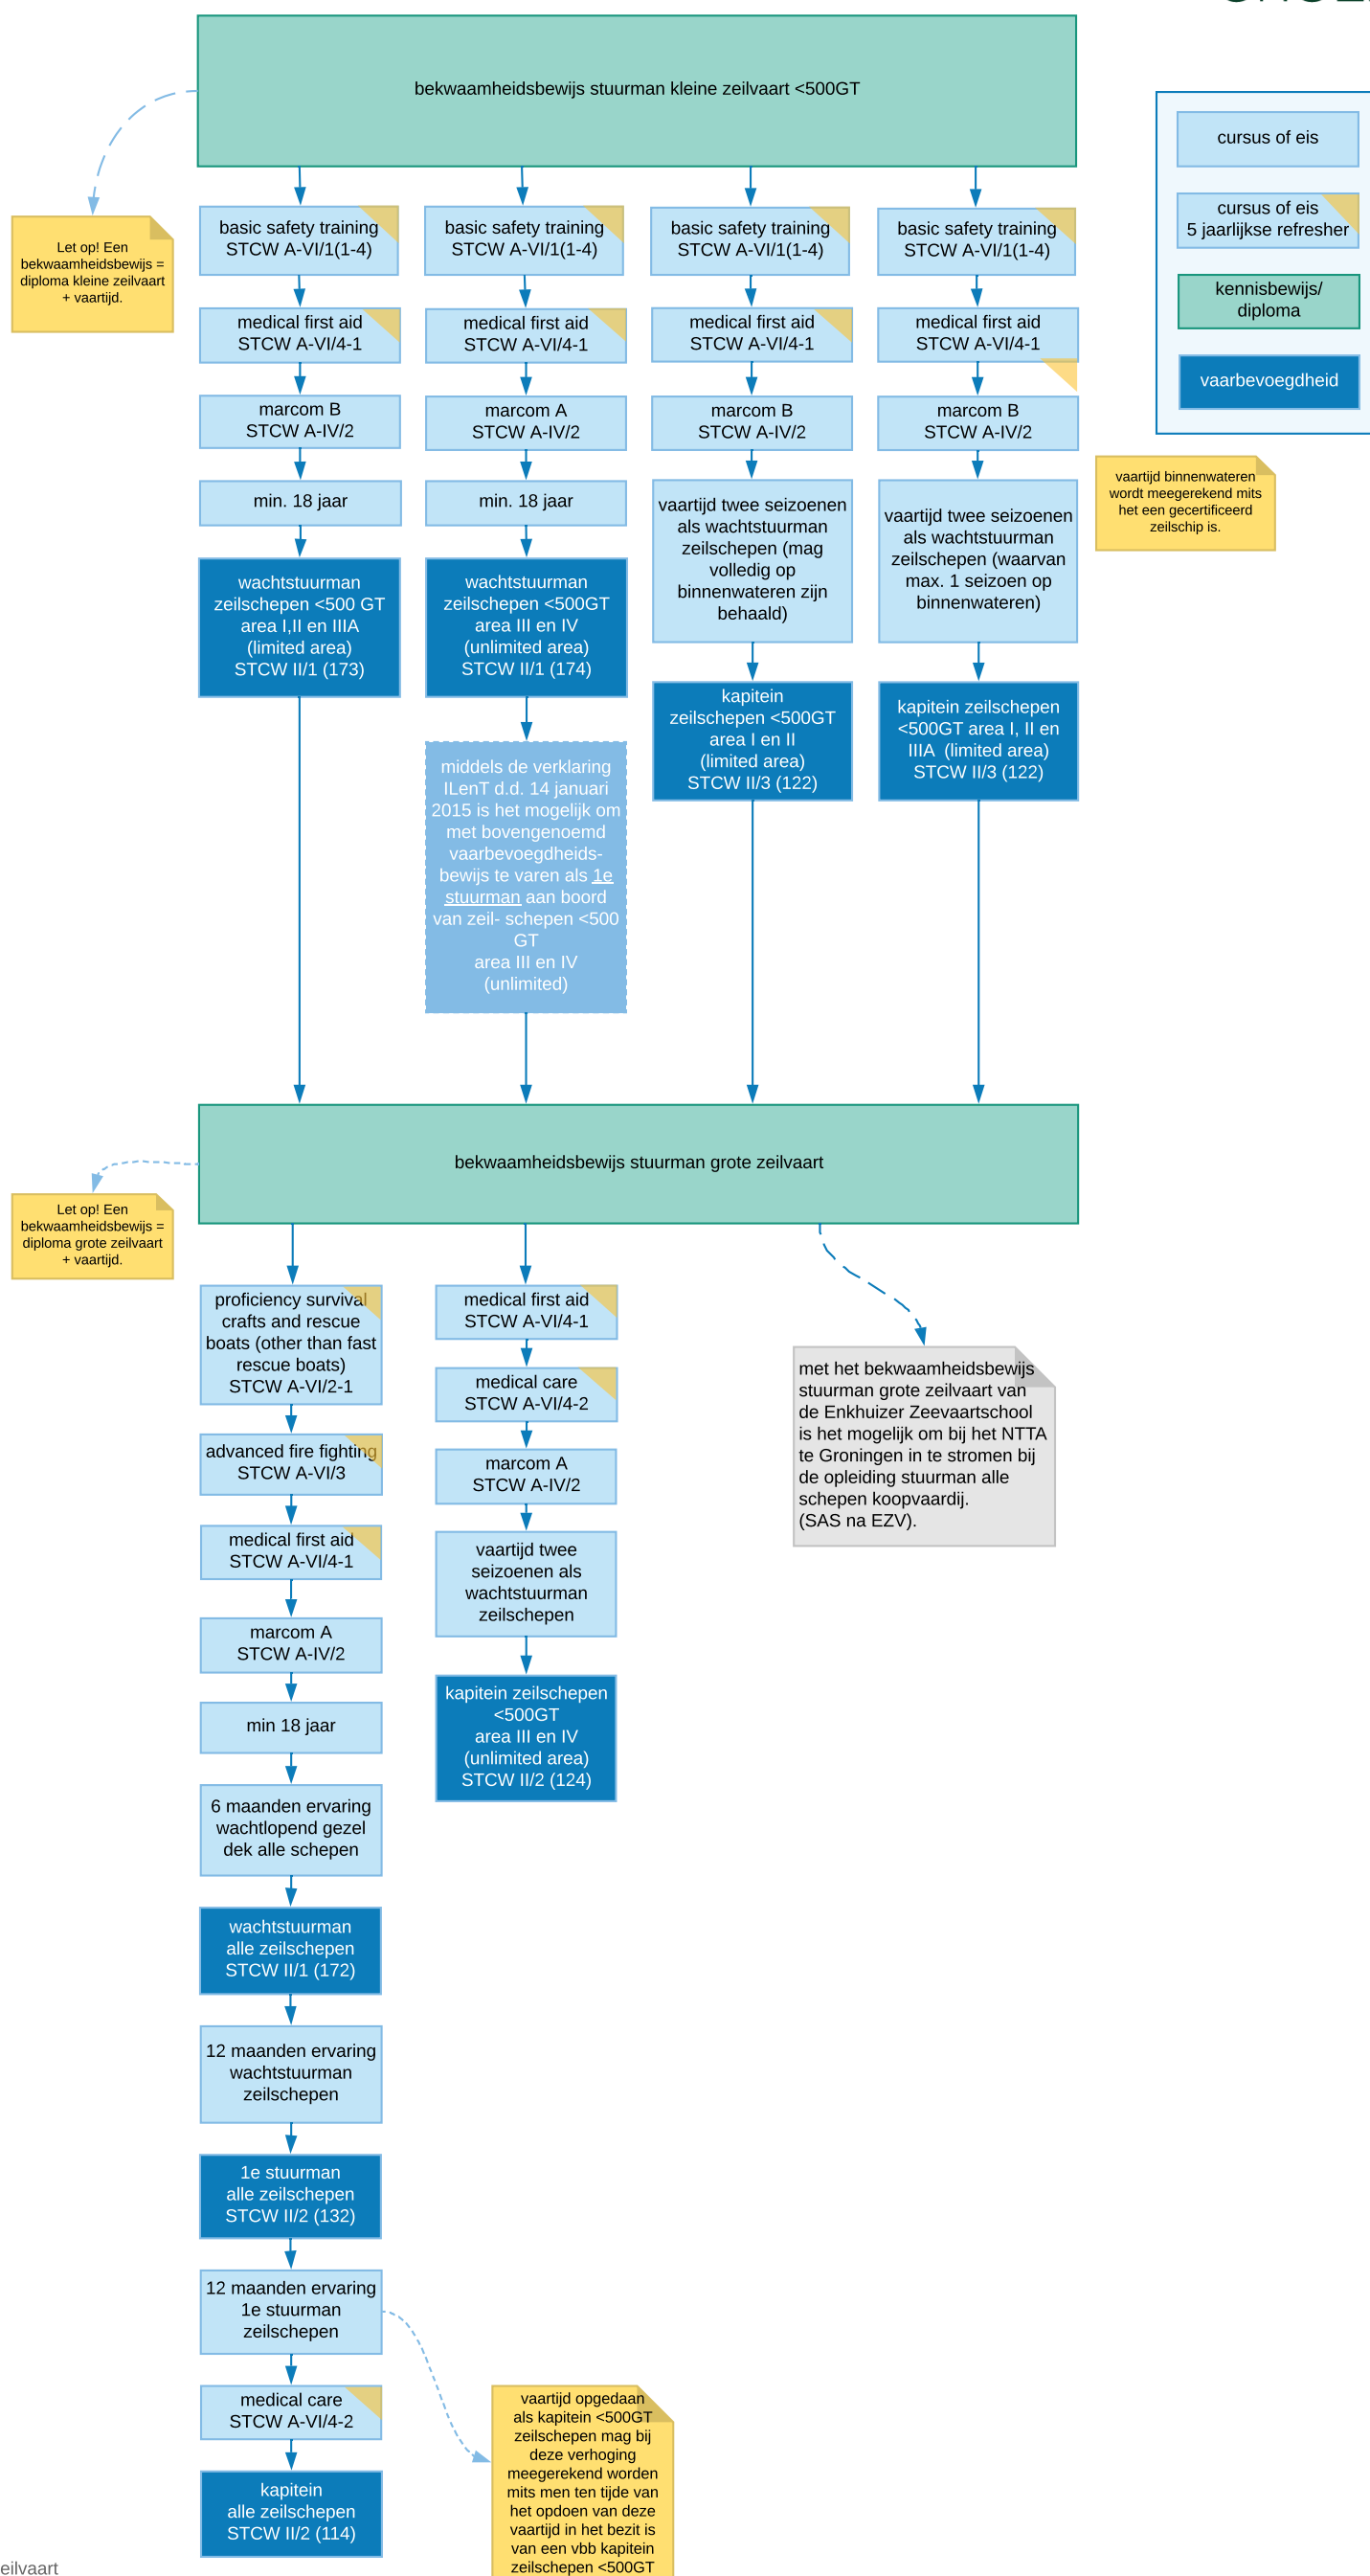 bekwaamheidsbewijs stuurman kleine zeilvaart <500GT
cursus of eis
cursus of eis
5 jaarlijkse refresher
kennisbewijs/
diploma
vaarbevoegdheid
Let op! Een
bekwaamheidsbewijs =
diploma kleine zeilvaart
+ vaartijd.
basic safety training
STCW A-VI/1(1-4)
medical first aid
STCW A-VI/4-1
marcom B
STCW A-IV/2
min. 18 jaar
wachtstuurman
zeilschepen <500 GT
area I,II en IIIA
(limited area)
STCW II/1 (173)
basic safety training
STCW A-VI/1(1-4)
medical first aid
STCW A-VI/4-1
marcom A
STCW A-IV/2
min. 18 jaar
wachtstuurman
zeilschepen <500GT
area III en IV
(unlimited area)
STCW II/1 (174)
middels de verklaring
ILenT d.d. 14 januari
2015 is het mogelijk om
met bovengenoemd
vaarbevoegdheids-
bewijs te varen als 1e
stuurman aan boord
van zeil- schepen <500
GT
area III en IV
(unlimited)
basic safety training
STCW A-VI/1(1-4)
medical first aid
STCW A-VI/4-1
marcom B
STCW A-IV/2
vaartijd twee seizoenen
als wachtstuurman
zeilschepen (mag
volledig op
binnenwateren zijn
behaald)
kapitein
zeilschepen <500GT
area I en II
(limited area)
STCW II/3 (122)
basic safety training
STCW A-VI/1(1-4)
medical first aid
STCW A-VI/4-1
marcom B
STCW A-IV/2
vaartijd twee seizoenen
als wachtstuurman
zeilschepen (waarvan
max. 1 seizoen op
binnenwateren)
kapitein zeilschepen
<500GT area I, II en
IIIA (limited area)
STCW II/3 (122)
vaartijd binnenwateren
wordt meegerekend mits
het een gecertificeerd
zeilschip is.
bekwaamheidsbewijs stuurman grote zeilvaart
Let op! Een
bekwaamheidsbewijs =
diploma grote zeilvaart
+ vaartijd.
proficiency survival
crafts and rescue
boats (other than fast
rescue boats)
STCW A-VI/2-1
advanced fire fighting
STCW A-VI/3
medical first aid
STCW A-VI/4-1
marcom A
STCW A-IV/2
min 18 jaar
6 maanden ervaring
wachtlopend gezel
dek alle schepen
wachtstuurman
alle zeilschepen
STCW II/1 (172)
12 maanden ervaring
wachtstuurman
zeilschepen
1e stuurman
alle zeilschepen
STCW II/2 (132)
12 maanden ervaring
1e stuurman
zeilschepen
medical care
STCW A-VI/4-2
kapitein
alle zeilschepen
STCW II/2 (114)
medical first aid
STCW A-VI/4-1
medical care
STCW A-VI/4-2
marcom A
STCW A-IV/2
vaartijd twee
seizoenen als
wachtstuurman
zeilschepen
kapitein zeilschepen
<500GT
area III en IV
(unlimited area)
STCW II/2 (124)
met het bekwaamheidsbewijs
stuurman grote zeilvaart van
de Enkhuizer Zeevaartschool
is het mogelijk om bij het NTTA
te Groningen in te stromen bij
de opleiding stuurman alle
schepen koopvaardij.
(SAS na EZV).
vaartijd opgedaan
als kapitein <500GT
zeilschepen mag bij
deze verhoging
meegerekend worden
mits men ten tijde van
het opdoen van deze
vaartijd in het bezit is
van een vbb kapitein
zeilschepen <500GT
eilvaart